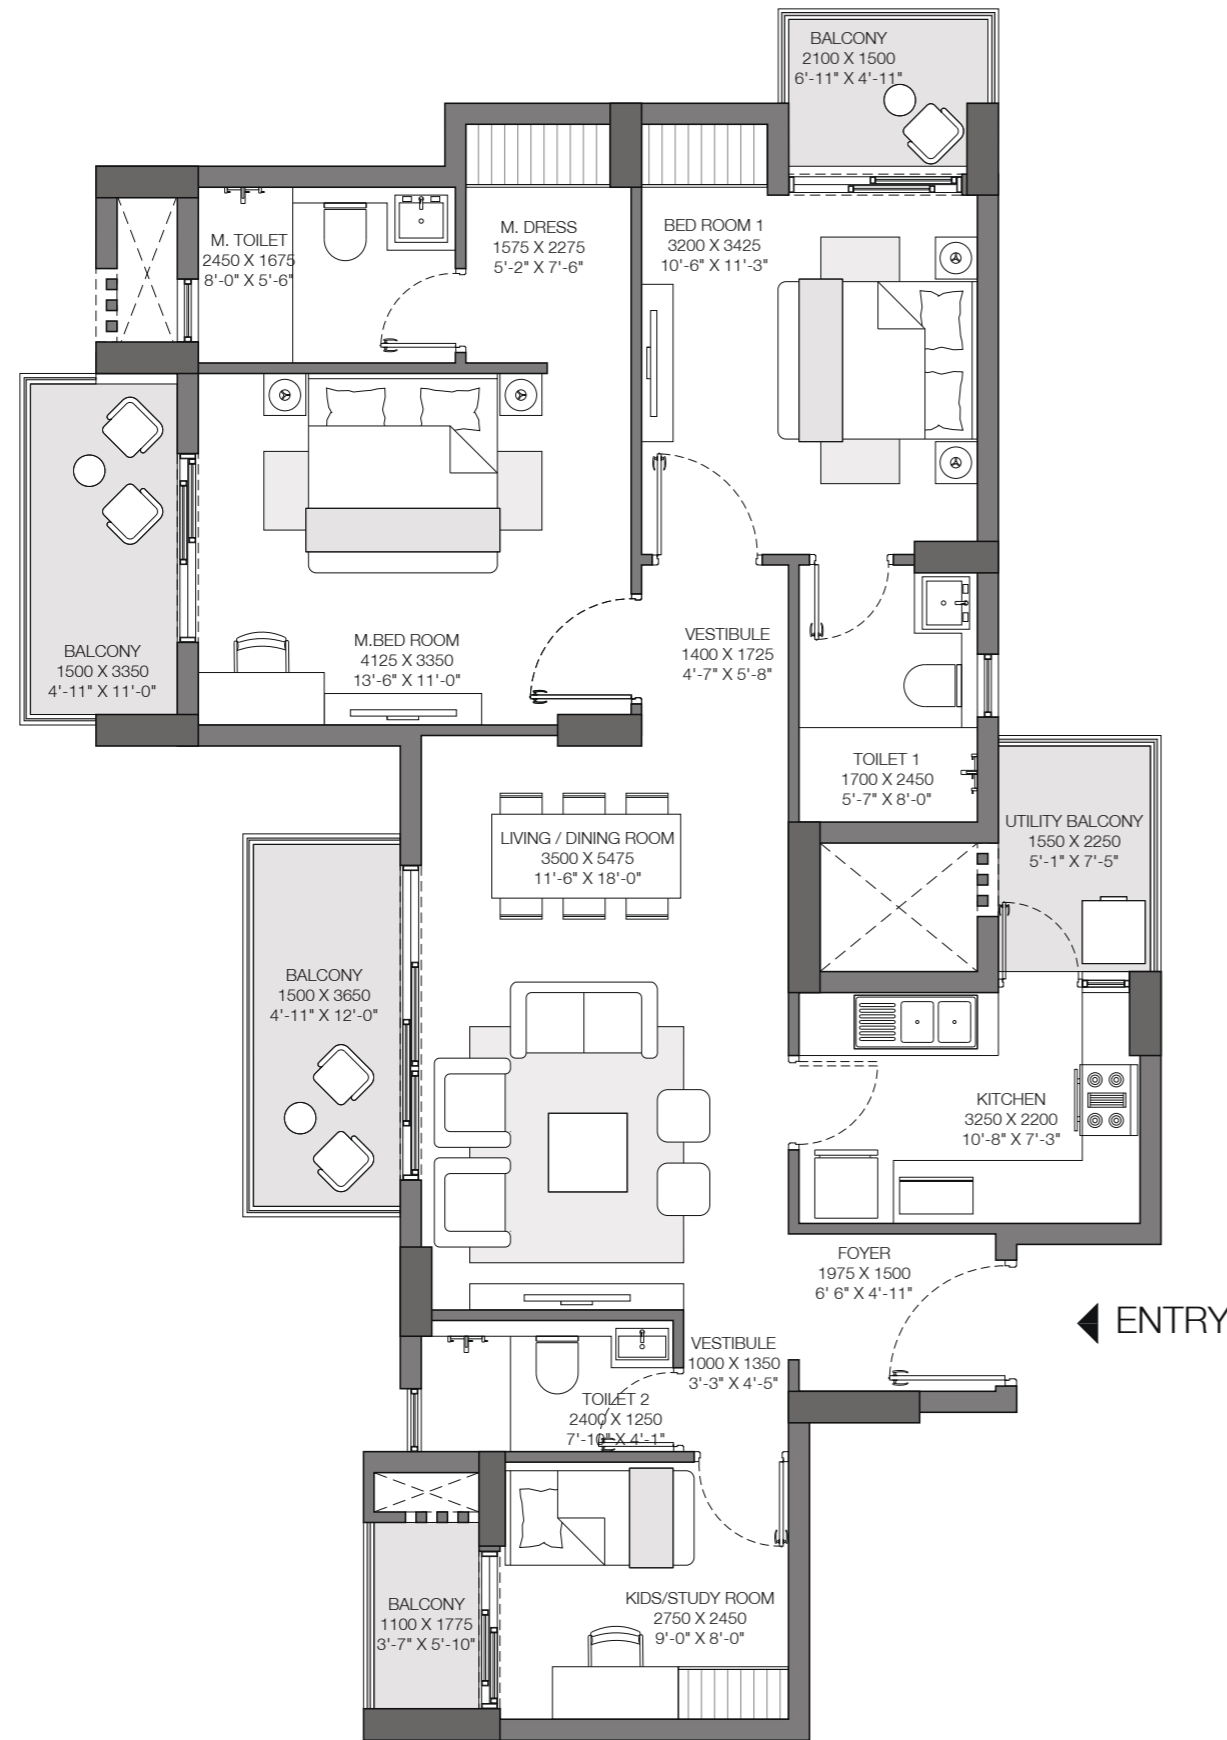 BALCONY
2100 X 1500
6'-11" X 4'-11"
M. TOILET
2450 X 1675
8'-0" X 5'-6"
M. DRESS
1575 X 2275
5'-2" X 7'-6"
BED ROOM 1
3200 X 3425
10'-6" X 11'-3"
BALCONY
1500 X 3350
4'-11" X 11'-0"
M.BED ROOM
4125 X 3350
13'-6" X 11'-0"
VESTIBULE
1400 X 1725
4'-7" X 5'-8"
TOILET 1
1700 X 2450
5'-7" X 8'-0"
UTILITY BALCONY
1550 X 2250
5'-1" X 7'-5"
LIVING / DINING ROOM
3500 X 5475
11'-6" X 18'-0"
BALCONY
1500 X 3650
4'-11" X 12'-0"
KITCHEN
3250 X 2200
10'-8" X 7'-3"
FOYER
1975 X 1500
6' 6" X 4'-11"
ENTRY
VESTIBULE
1000 X 1350
3'-3" X 4'-5"
TOILET 2
2400 X 1250
7'-10" X 4'-1"
KIDS/STUDY ROOM
2750 X 2450
9'-0" X 8'-0"
BALCONY
1100 X 1775
3'-7" X 5'-10"